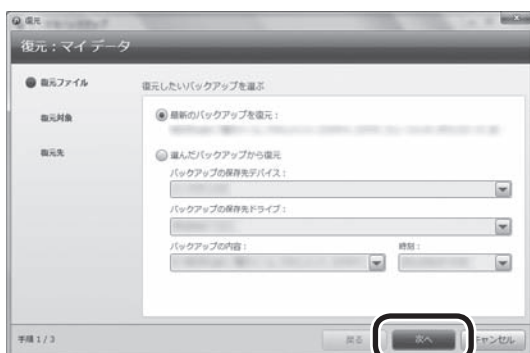 復元
復元：マイ データ
復元ファイル
復元対象
復元先
復元したいバックアップを選ぶ
最新のバックアップを復元：
選んだバックアップから復元
バックアップの保存先デバイス：
バックアップの保存先ドライブ：
バックアップの内容： 時刻：
手順 1 / 3
戻る 次へ キャンセル